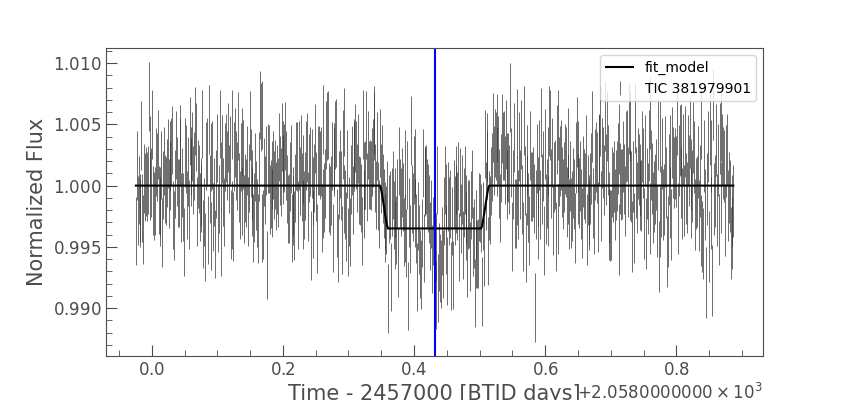 fit_model
TIC 381979901
1.010
1.005
1.000
0.995
0.990
Normalized Flux
0.0 0.2 0.4 0.6 0.8
Time - 2457000 [BTJD days]
+2.0580000000 × 10³